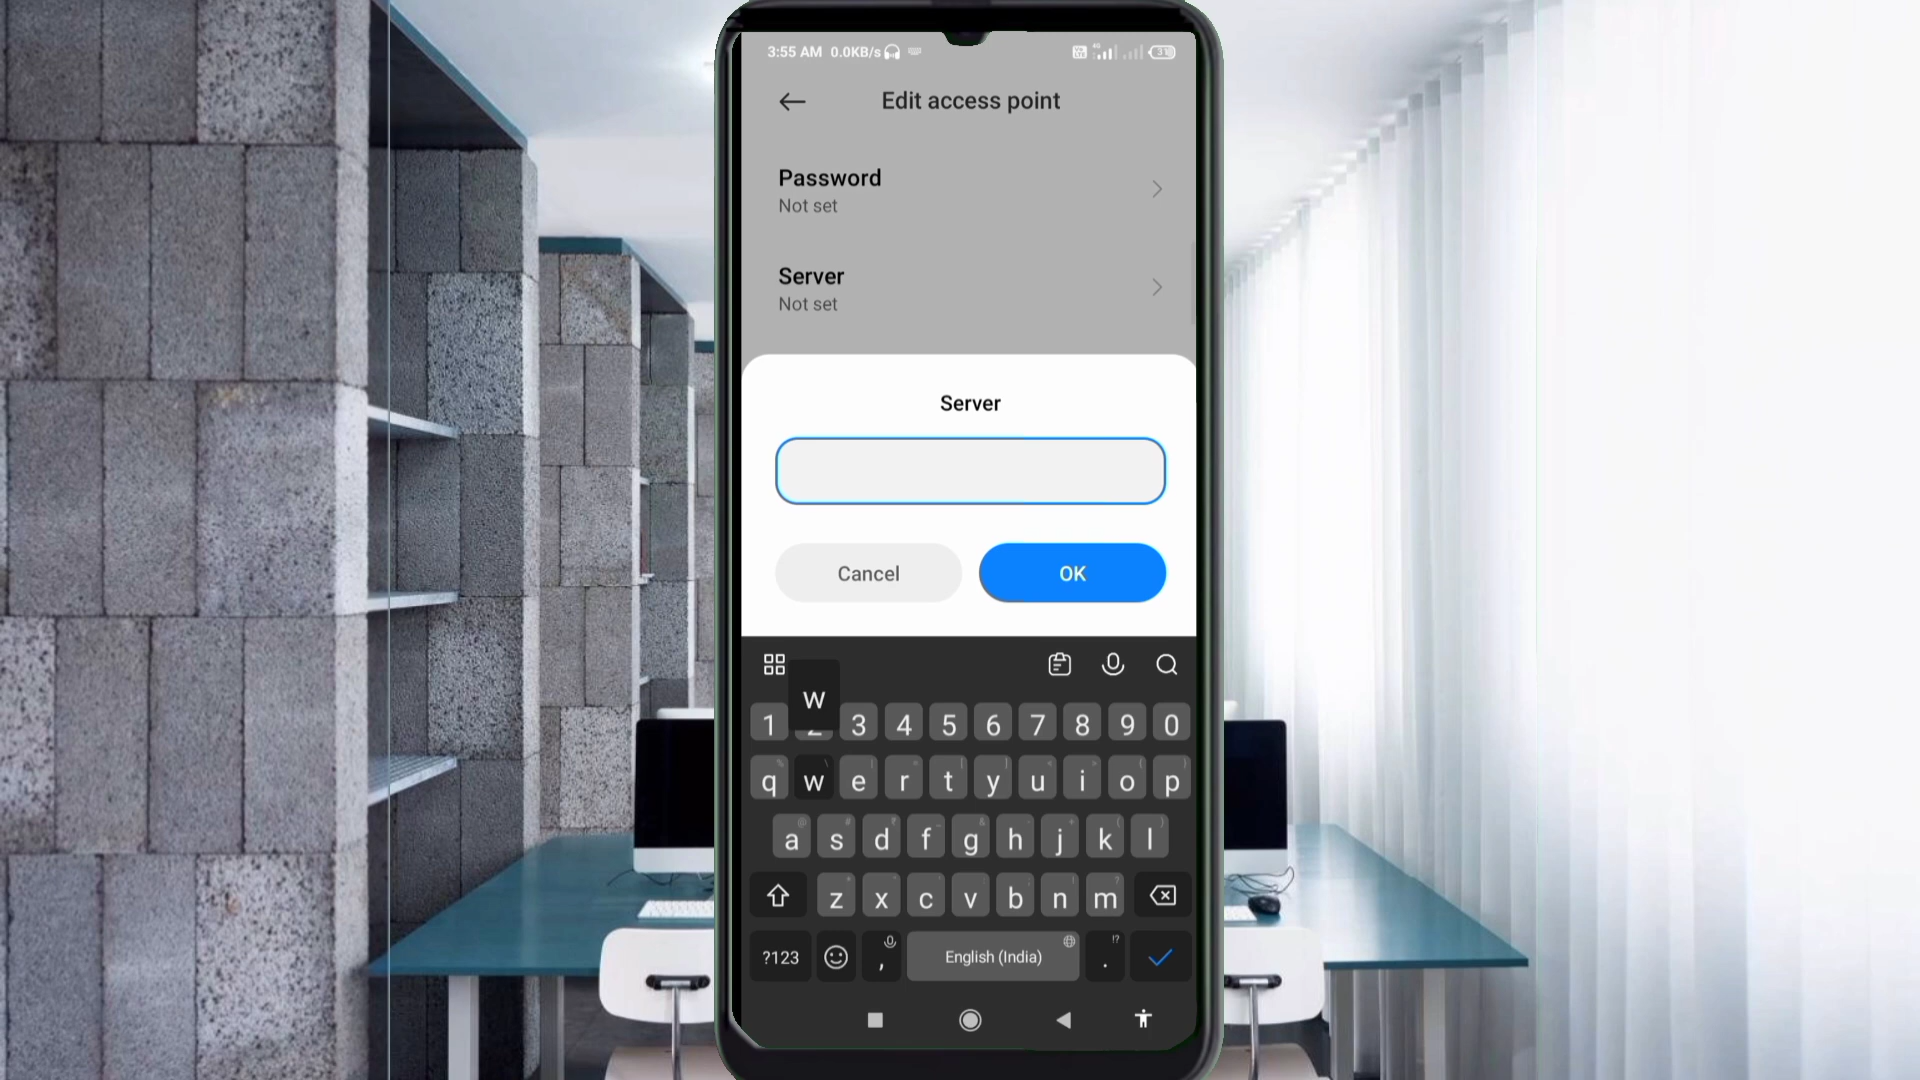 3:55 AM 0.0KB/s
Edit access point
Password
Not set
Server
Not set
Server
Cancel OK
w
1 3 4 5 6 7 8 9 0
q w e r t y u i o p
a s d f g h j k l
z x c v b n m
?123 , English (India) . !?